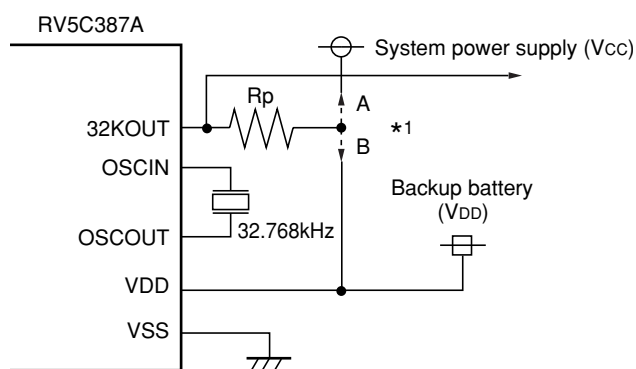 RV5C387A
System power supply (VCC)
Rp
A
32KOUT
*1
B
OSCIN
Backup battery
(VDD)
OSCOUT
32.768kHz
VDD
VSS